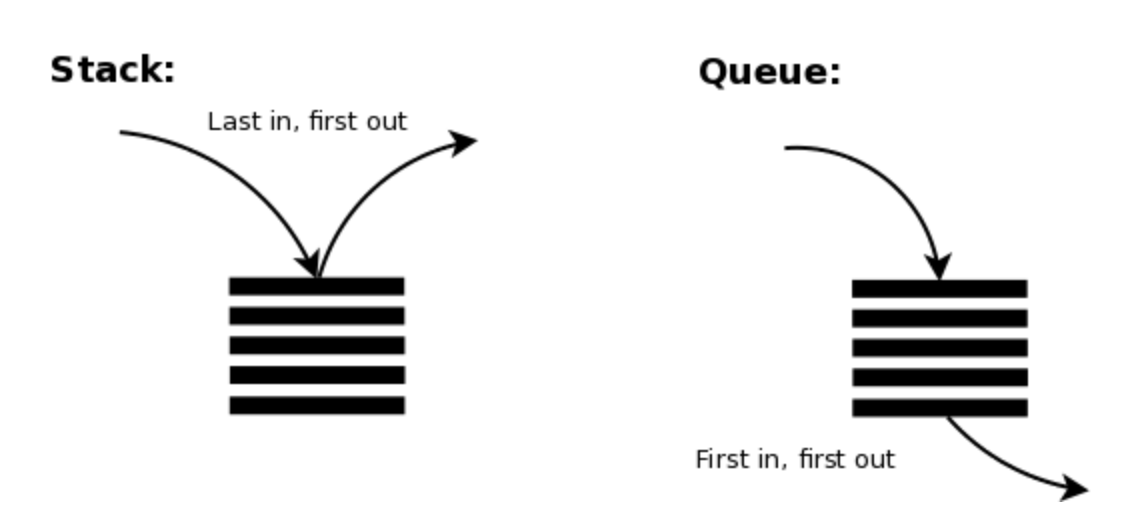 Stack:
Last in, first out
Queue:
First in, first out